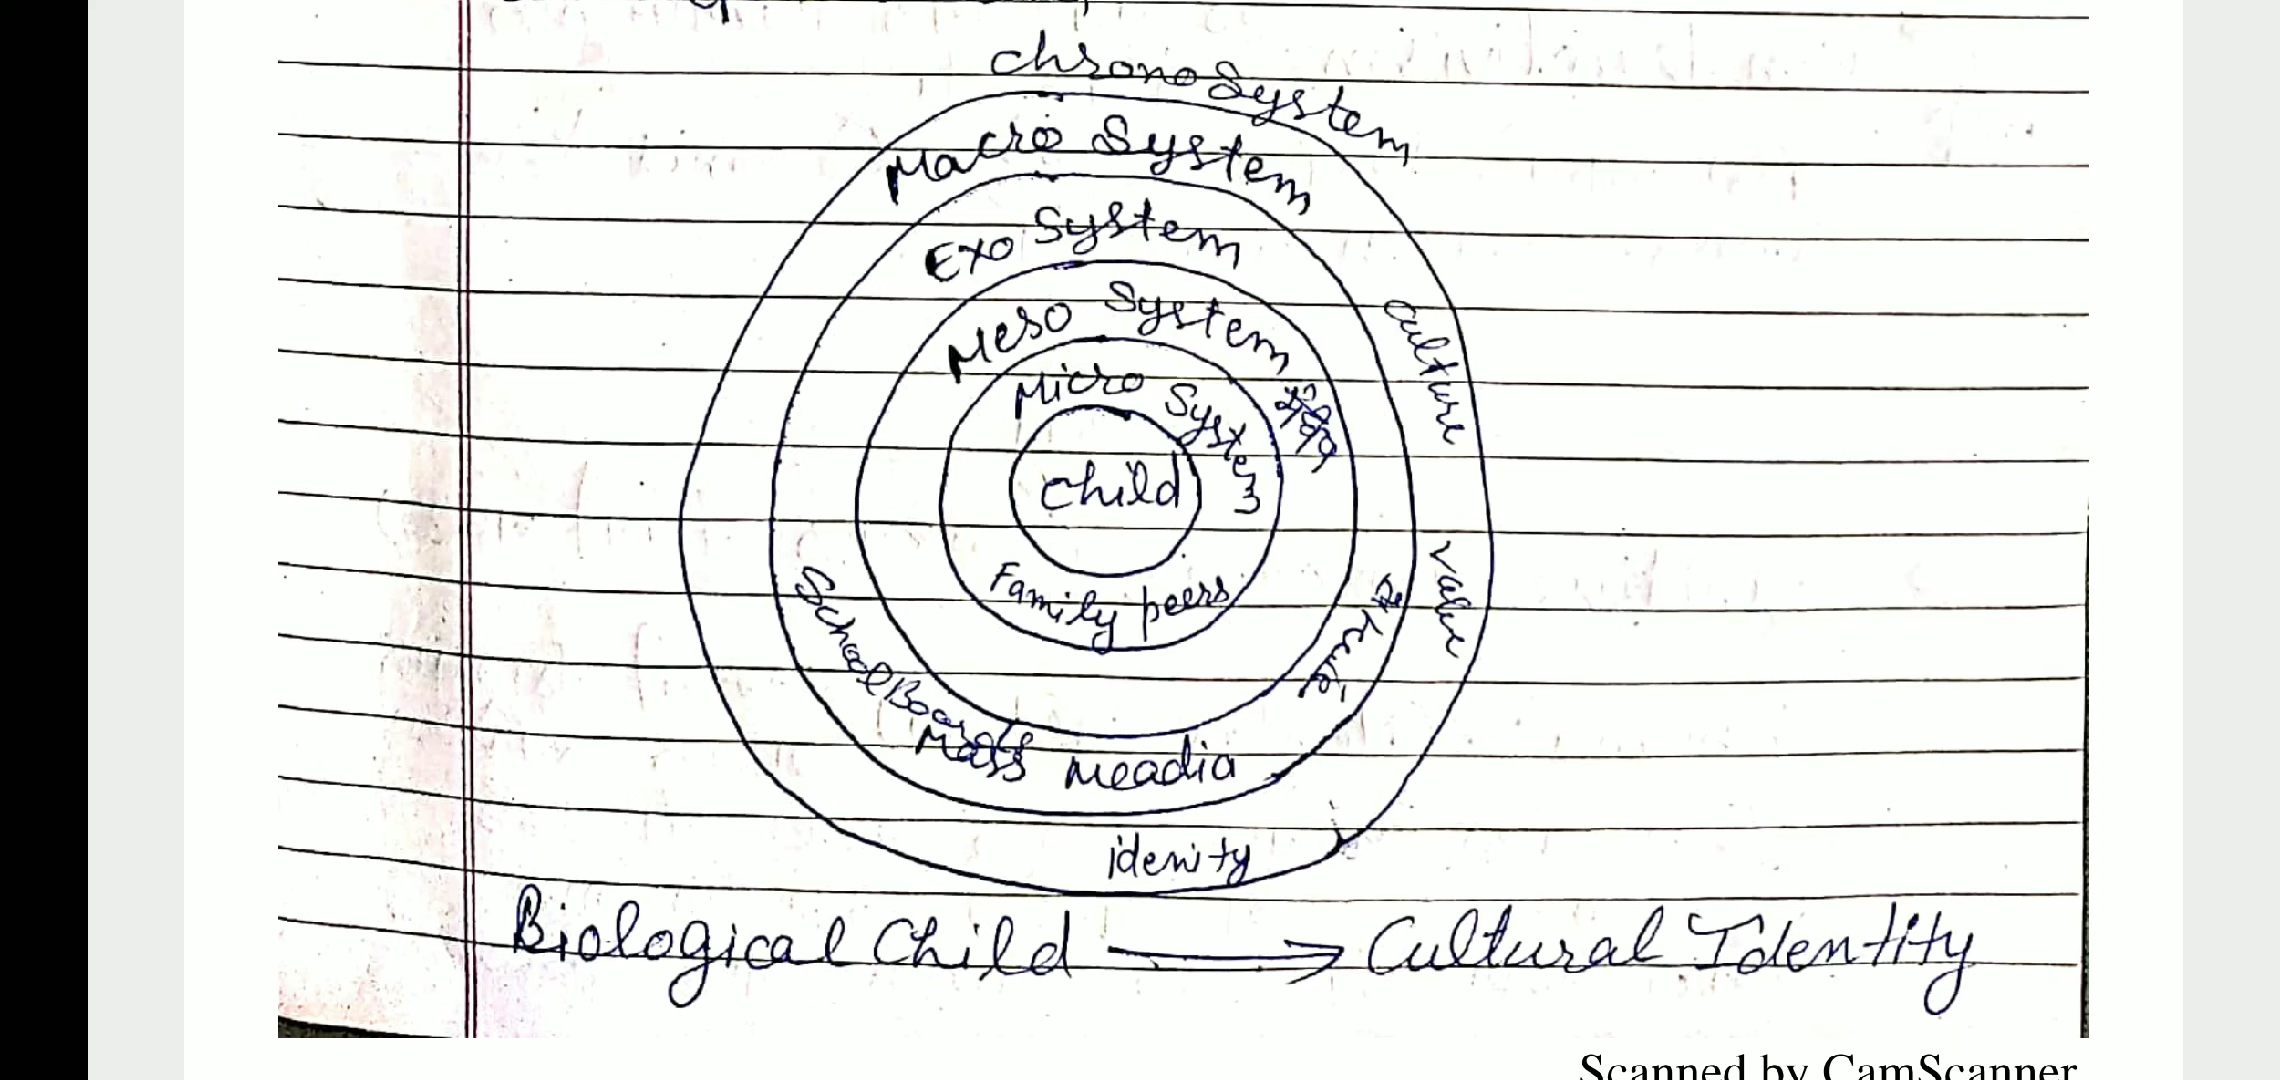 Chrono System
Macro System
Exo System
Meso System
Micro System
Child
Family peers
Culture
value
School Board
Mass Meadia
idenity
Biological Child → Cultural Identity
Scanned by CamScanner